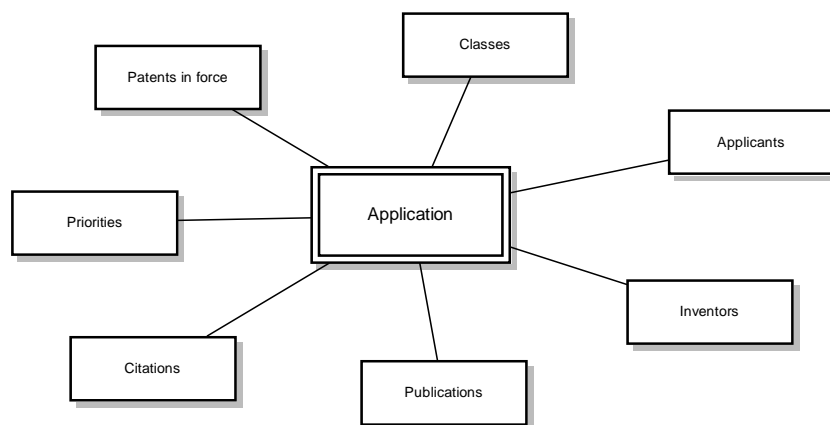 Classes
Patents in force
Applicants
Application
Priorities
Inventors
Citations
Publications